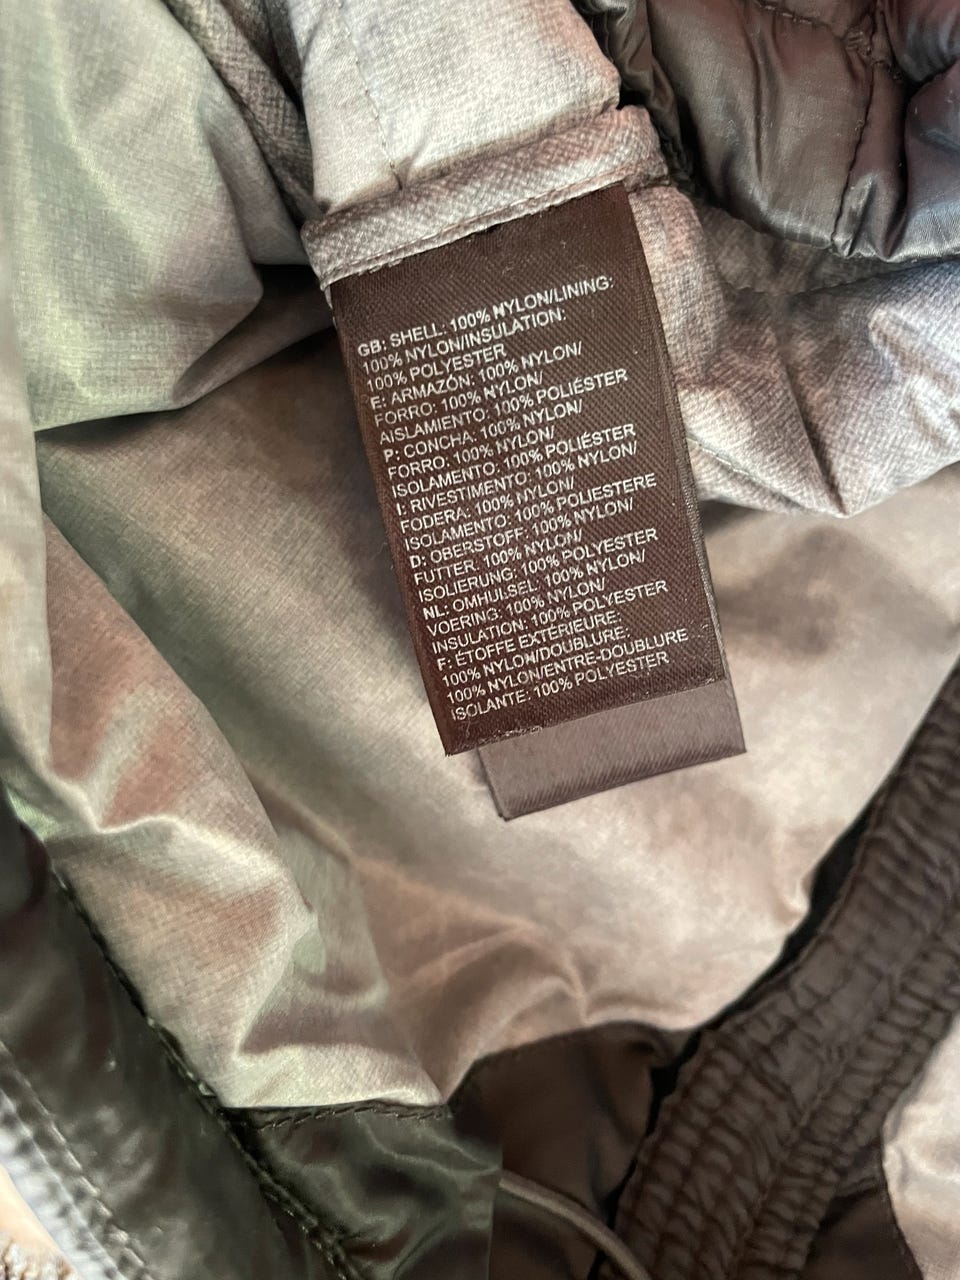 GB: SHELL: 100% NYLON/LINING:
100% NYLON/INSULATION:
100% POLYESTER
E: ARMAZÓN: 100% NYLON/
FORRO: 100% NYLON/
AISLAMIENTO: 100% POLIÉSTER
P: CONCHA: 100% NYLON/
FORRO: 100% NYLON/
ISOLAMENTO: 100% POLIÉSTER
I: RIVESTIMENTO: 100% NYLON/
FODERA: 100% NYLON/
ISOLAMENTO: 100% POLIESTERE
D: OBERSTOFF: 100% NYLON/
FUTTER: 100% NYLON/
ISOLIERUNG: 100% POLYESTER
NL: OMHULSEL: 100% NYLON/
VOERING: 100% NYLON/
INSULATION: 100% POLYESTER
F: ÉTOFFE EXTÉRIEURE:
100% NYLON/DOUBLURE:
100% NYLON/ENTRE-DOUBLURE
ISOLANTE: 100% POLYESTER